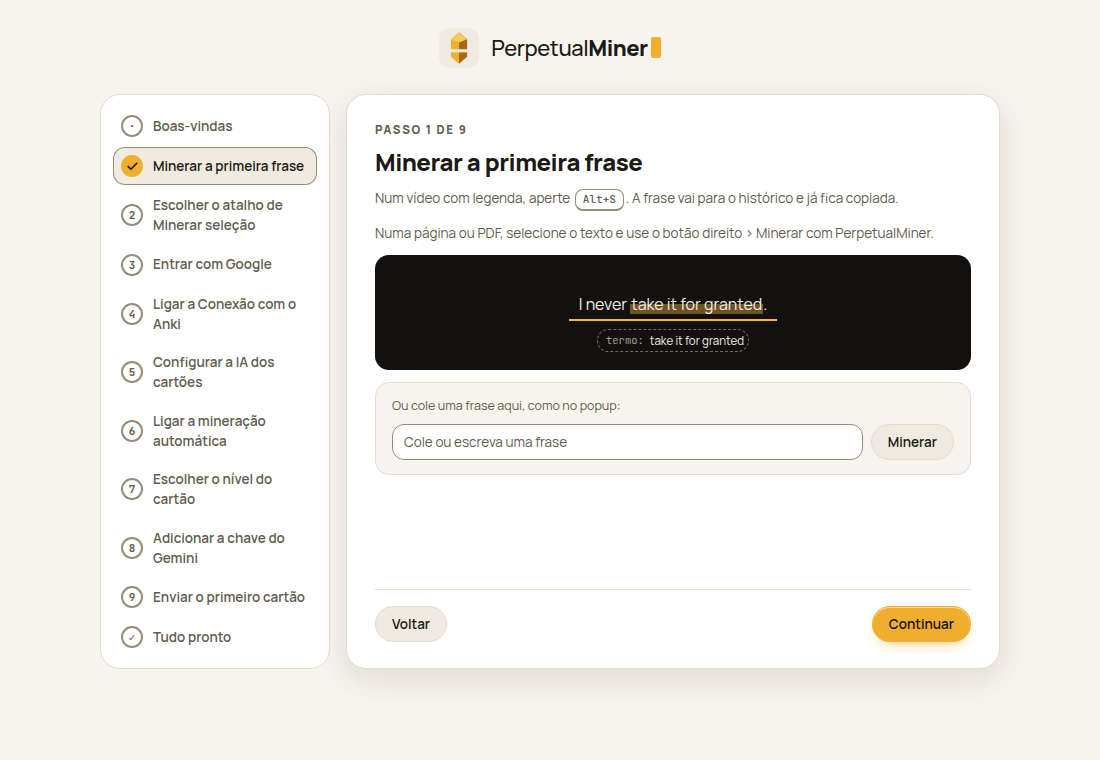 PerpetualMiner
Boas-vindas
Minerar a primeira frase
2
Escolher o atalho de
Minerar seleção
3
Entrar com Google
4
Ligar a Conexão com o
Anki
5
Configurar a IA dos
cartões
6
Ligar a mineração
automática
7
Escolher o nível do
cartão
8
Adicionar a chave do
Gemini
9
Enviar o primeiro cartão
✓
Tudo pronto
PASSO 1 DE 9
Minerar a primeira frase
Num vídeo com legenda, aperte Alt+S. A frase vai para o histórico e já fica copiada.
Numa página ou PDF, selecione o texto e use o botão direito › Minerar com PerpetualMiner.
I never take it for granted.
termo: take it for granted
Ou cole uma frase aqui, como no popup:
Cole ou escreva uma frase
Minerar
Voltar
Continuar